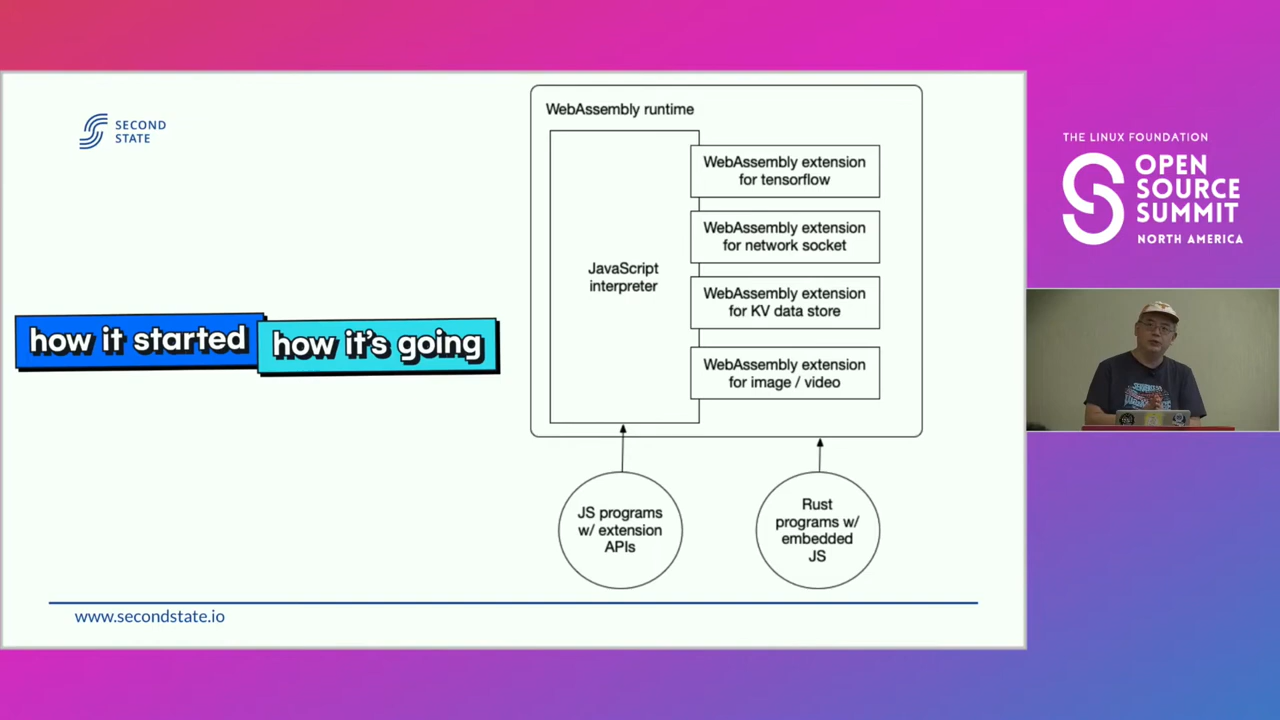 SECOND
STATE
how it started
how it's going
WebAssembly runtime
JavaScript
interpreter
WebAssembly extension
for tensorflow
WebAssembly extension
for network socket
WebAssembly extension
for KV data store
WebAssembly extension
for image / video
JS programs
w/ extension
APIs
Rust
programs w/
embedded
JS
www.secondstate.io
THE LINUX FOUNDATION
OPEN
SOURCE
SUMMIT
NORTH AMERICA